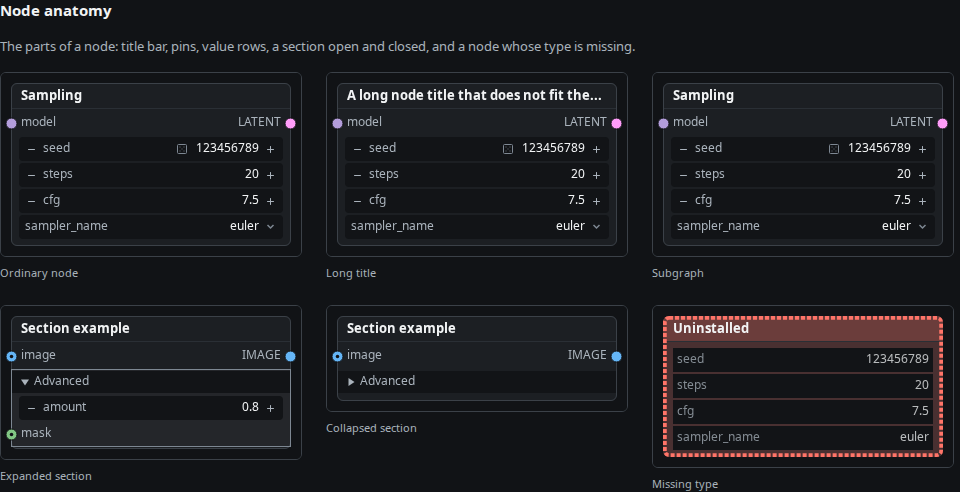 Node anatomy
The parts of a node: title bar, pins, value rows, a section open and closed, and a node whose type is missing.
Sampling
model LATENT
− seed 123456789 +
− steps 20 +
− cfg 7.5 +
sampler_name euler
Ordinary node
A long node title that does not fit the...
model LATENT
− seed 123456789 +
− steps 20 +
− cfg 7.5 +
sampler_name euler
Long title
Sampling
model LATENT
− seed 123456789 +
− steps 20 +
− cfg 7.5 +
sampler_name euler
Subgraph
Section example
image IMAGE
Advanced
− amount 0.8 +
mask
Expanded section
Section example
image IMAGE
Advanced
Collapsed section
Uninstalled
seed 123456789
steps 20
cfg 7.5
sampler_name euler
Missing type